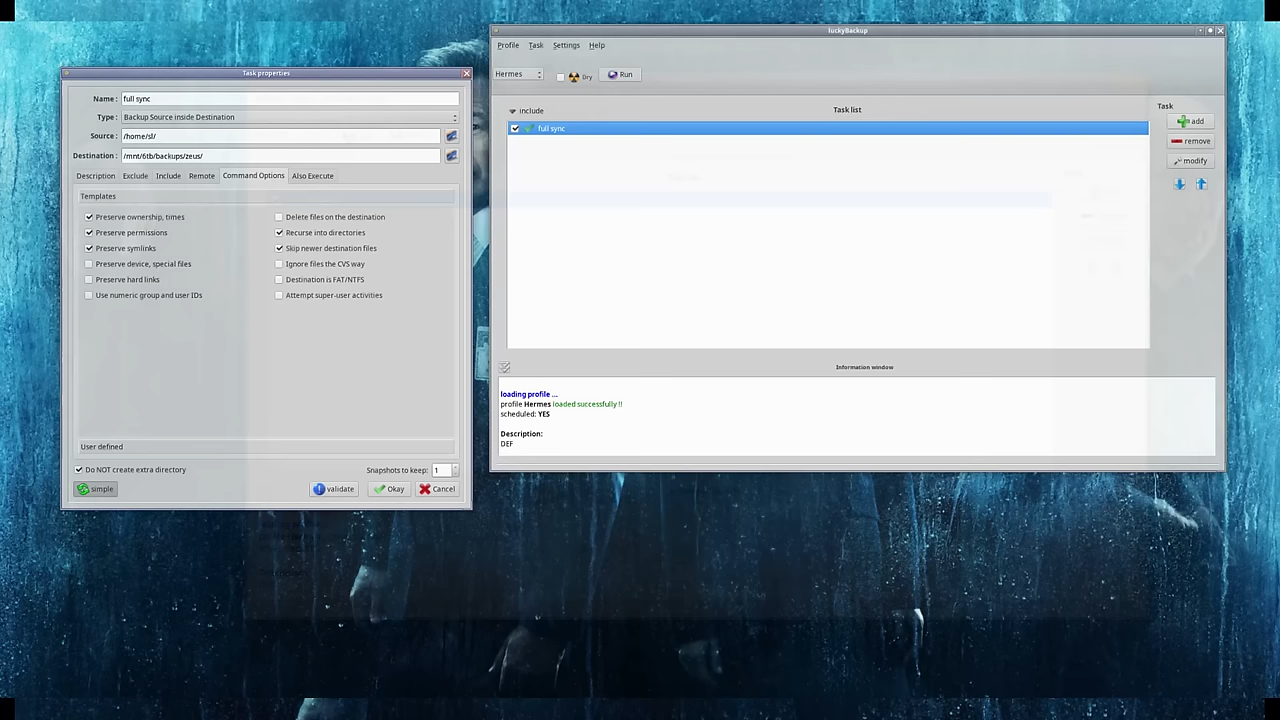 Task properties
Name : full sync
Type : Backup Source inside Destination
Source : /home/sl/
Destination : /mnt/6tb/backups/zeus/
Description Exclude Include Remote Command Options Also Execute
Templates
Preserve ownership, times
Delete files on the destination
Preserve permissions
Recurse into directories
Preserve symlinks
Skip newer destination files
Preserve device, special files
Ignore files the CVS way
Preserve hard links
Destination is FAT/NTFS
Use numeric group and user IDs
Attempt super-user activities
User defined
Do NOT create extra directory
Snapshots to keep: 1
simple
validate
Okay
Cancel
luckyBackup
Profile Task Settings Help
Hermes
Dry
Run
include
Task list
Task
full sync
add
remove
modify
Information window
loading profile ...
profile Hermes loaded successfully !!
scheduled: YES
Description:
DEF